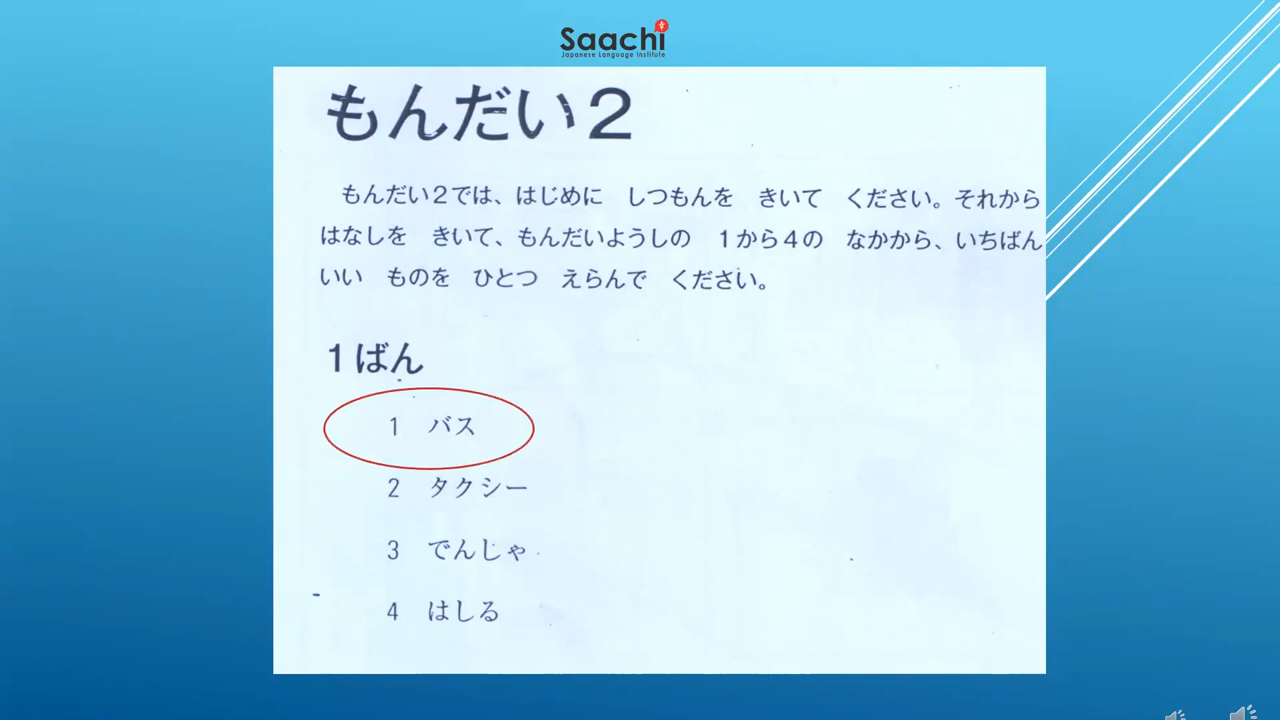 Saachi
幸
Japanese Language Institute
もんだい2
もんだい2では、はじめに しつもんを きいて ください。それから
はなしを きいて、もんだいようしの 1から4の なかから、いちばん
いい ものを ひとつ えらんで ください。
1ばん
1 バス
2 タクシー
3 でんしゃ
4 はしる